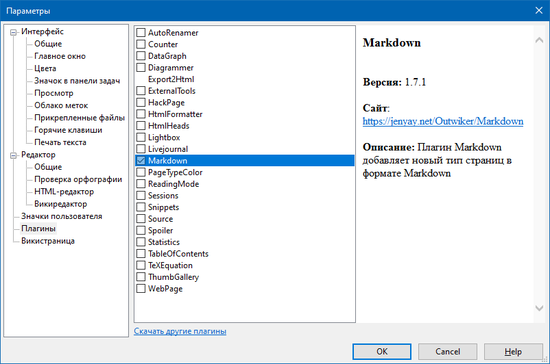 Параметры
Интерфейс
Общие
Главное окно
Цвета
Значок в панели задач
Просмотр
Облако меток
Прикрепленные файлы
Горячие клавиши
Печать текста
Редактор
Общие
Проверка орфографии
HTML-редактор
Викиредактор
Значки пользователя
Плагины
Викистраница
AutoRenamer
Counter
DataGraph
Diagrammer
Export2Html
ExternalTools
HackPage
HtmlFormatter
HtmlHeads
Lightbox
Livejournal
Markdown
PageTypeColor
ReadingMode
Sessions
Snippets
Source
Spoiler
Statistics
TableOfContents
TeXEquation
ThumbGallery
WebPage
Markdown
Версия: 1.7.1
Сайт:
https://jenyay.net/Outwiker/Markdown
Описание: Плагин Markdown
добавляет новый тип страниц в
формате Markdown
Скачать другие плагины
OK
Cancel
Help